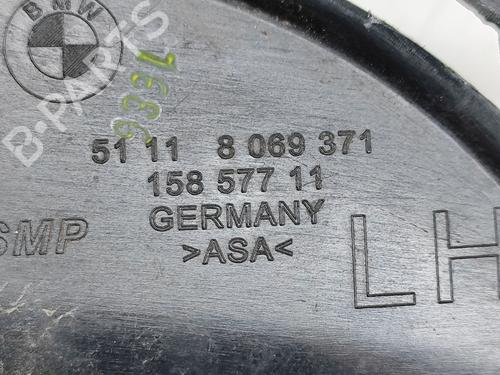 BMW
B-PARTS
51 11 8 069 371
158 577 11
GERMANY
SMP
>ASA<
LH